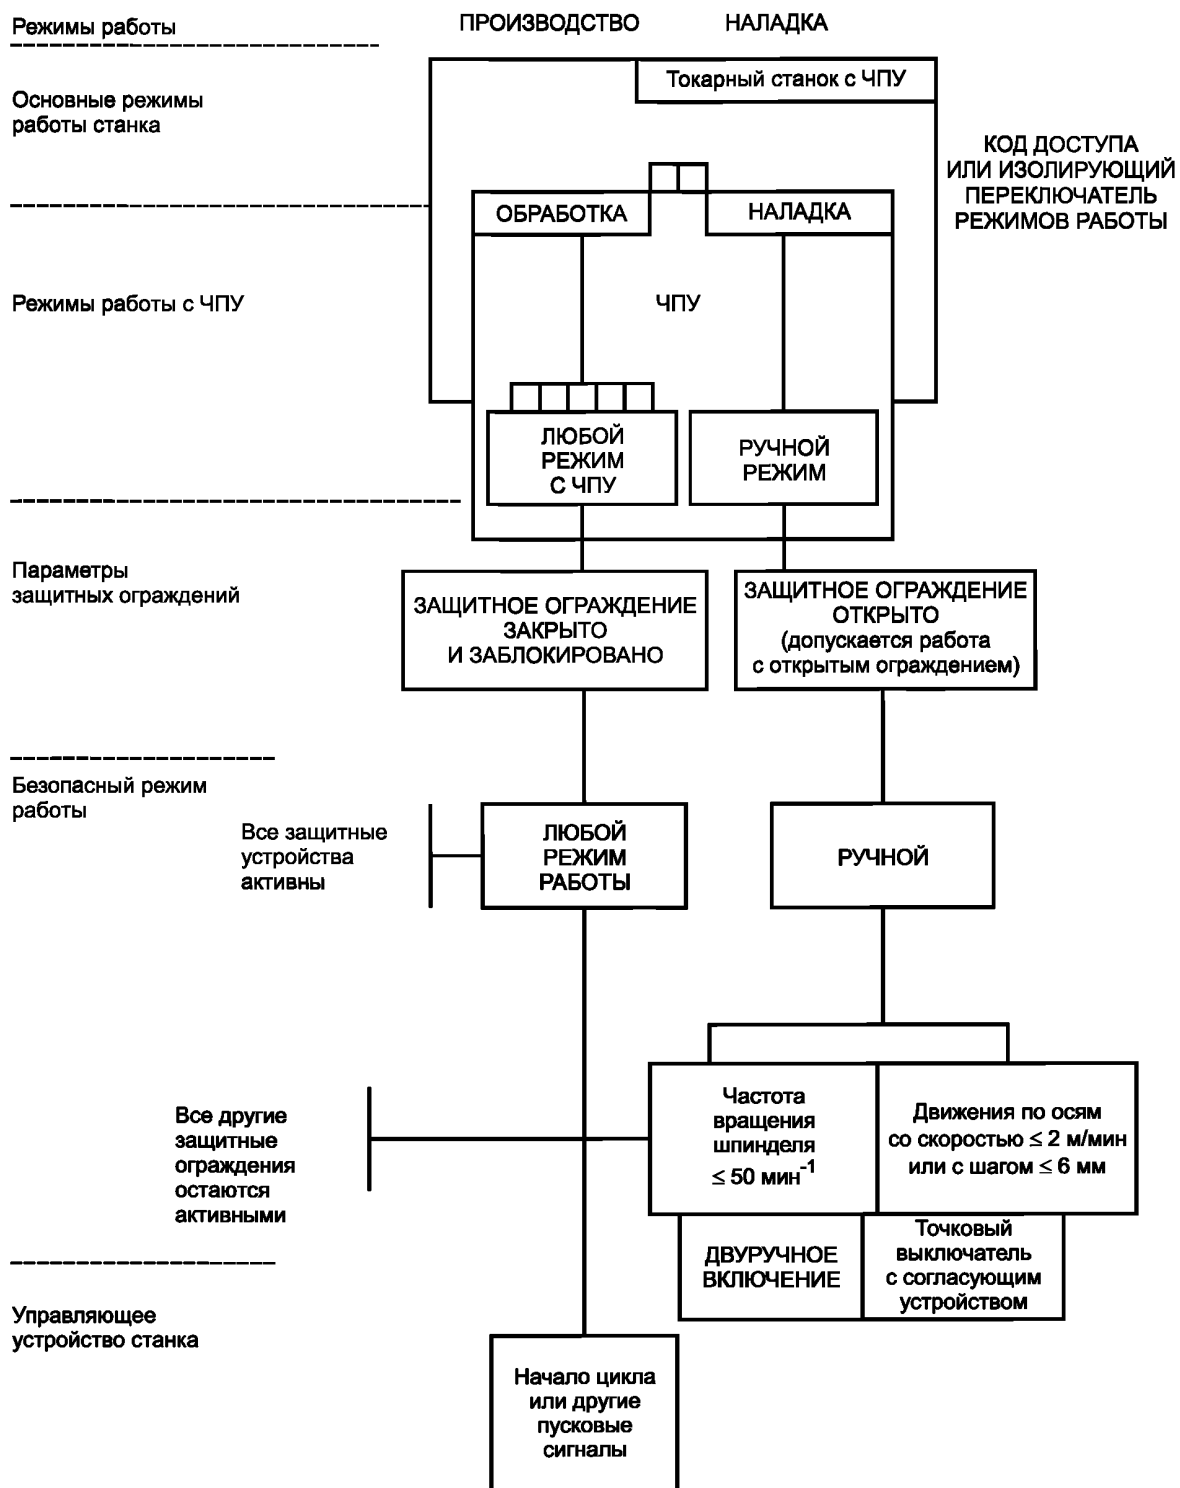 Режимы работы
ПРОИЗВОДСТВО
НАЛАДКА
Токарный станок с ЧПУ
Основные режимы
работы станка
КОД ДОСТУПА
ИЛИ ИЗОЛИРУЮЩИЙ
ПЕРЕКЛЮЧАТЕЛЬ
РЕЖИМОВ РАБОТЫ
ОБРАБОТКА
НАЛАДКА
Режимы работы с ЧПУ
ЧПУ
ЛЮБОЙ
РЕЖИМ
С ЧПУ
РУЧНОЙ
РЕЖИМ
Параметры
защитных ограждений
ЗАЩИТНОЕ ОГРАЖДЕНИЕ
ЗАКРЫТО
И ЗАБЛОКИРОВАНО
ЗАЩИТНОЕ ОГРАЖДЕНИЕ
ОТКРЫТО
(допускается работа
с открытым ограждением)
Безопасный режим
работы
Все защитные
устройства
активны
ЛЮБОЙ
РЕЖИМ
РАБОТЫ
РУЧНОЙ
Все другие
защитные
ограждения
остаются
активными
Частота
вращения
шпинделя
≤ 50 мин⁻¹
Движения по осям
со скоростью ≤ 2 м/мин
или с шагом ≤ 6 мм
ДВУРУЧНОЕ
ВКЛЮЧЕНИЕ
Точковый
выключатель
с согласующим
устройством
Управляющее
устройство станка
Начало цикла
или другие
пусковые
сигналы